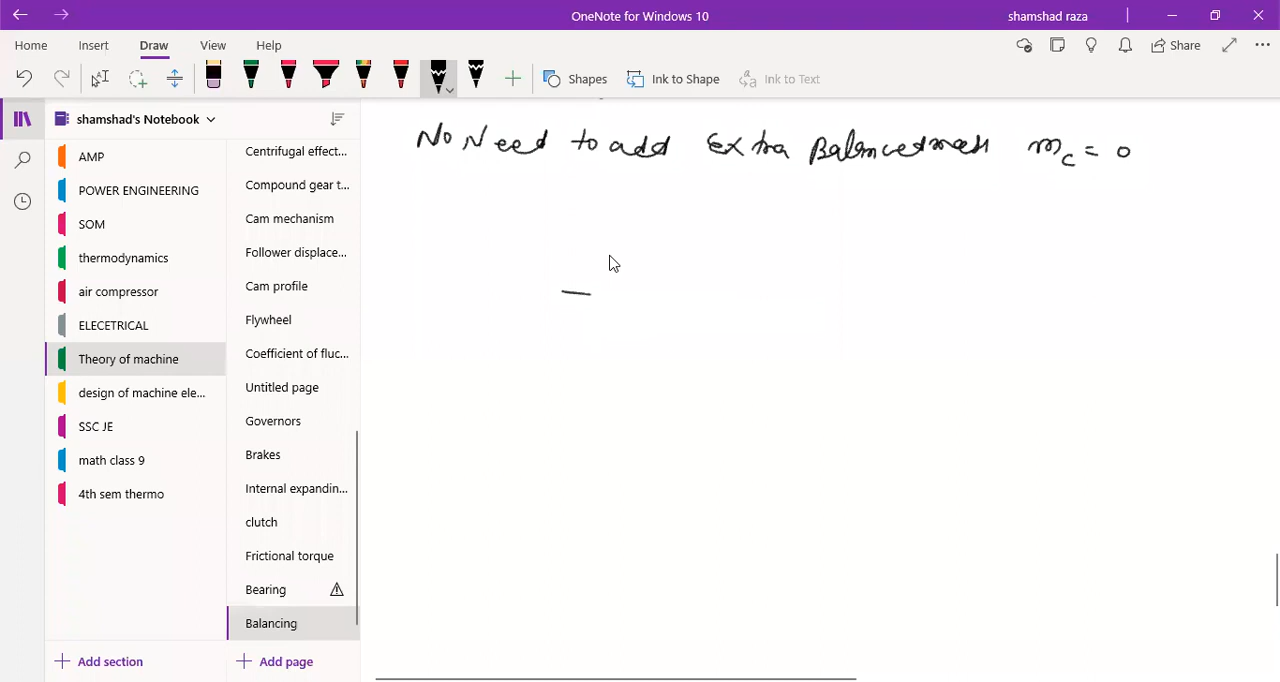 OneNote for Windows 10
shamshad raza
Home Insert Draw View Help
Share
Shapes
Ink to Shape
Ink to Text
shamshad's Notebook
AMP
POWER ENGINEERING
SOM
thermodynamics
air compressor
ELECETRICAL
Theory of machine
design of machine ele...
SSC JE
math class 9
4th sem thermo
Add section
Centrifugal effect...
Compound gear t...
Cam mechanism
Follower displace...
Cam profile
Flywheel
Coefficient of fluc...
Untitled page
Governors
Brakes
Internal expandin...
clutch
Frictional torque
Bearing
Balancing
Add page
No Need to add Extra Balanced mass m_c = 0